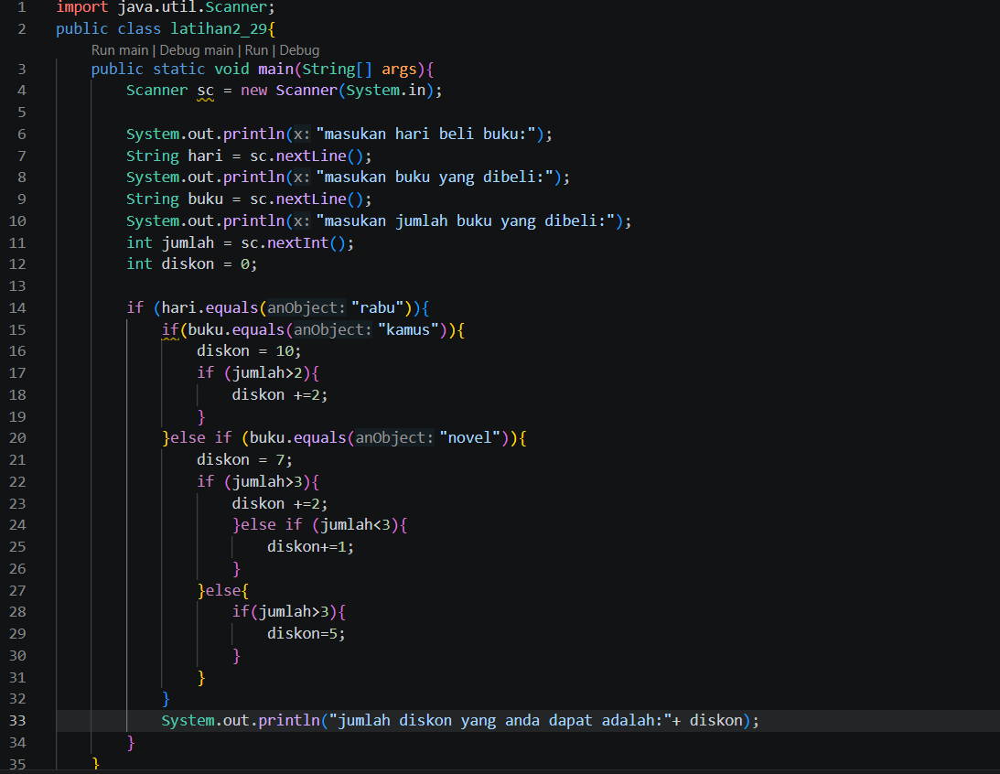 1 import java.util.Scanner;
2 public class latihan2_29{
Run main | Debug main | Run | Debug
3 public static void main(String[] args){
4 Scanner sc = new Scanner(System.in);
5
6 System.out.println(x: "masukan hari beli buku:");
7 String hari = sc.nextLine();
8 System.out.println(x: "masukan buku yang dibeli:");
9 String buku = sc.nextLine();
10 System.out.println(x: "masukan jumlah buku yang dibeli:");
11 int jumlah = sc.nextInt();
12 int diskon = 0;
13
14 if (hari.equals(anObject: "rabu")){
15 if(buku.equals(anObject: "kamus")){
16 diskon = 10;
17 if (jumlah>2){
18 diskon +=2;
19 }
20 }else if (buku.equals(anObject: "novel")){
21 diskon = 7;
22 if (jumlah>3){
23 diskon +=2;
24 }else if (jumlah<3){
25 diskon+=1;
26 }
27 }else{
28 if(jumlah>3){
29 diskon=5;
30 }
31 }
32 }
33 System.out.println("jumlah diskon yang anda dapat adalah:"+ diskon);
34 }
35 }